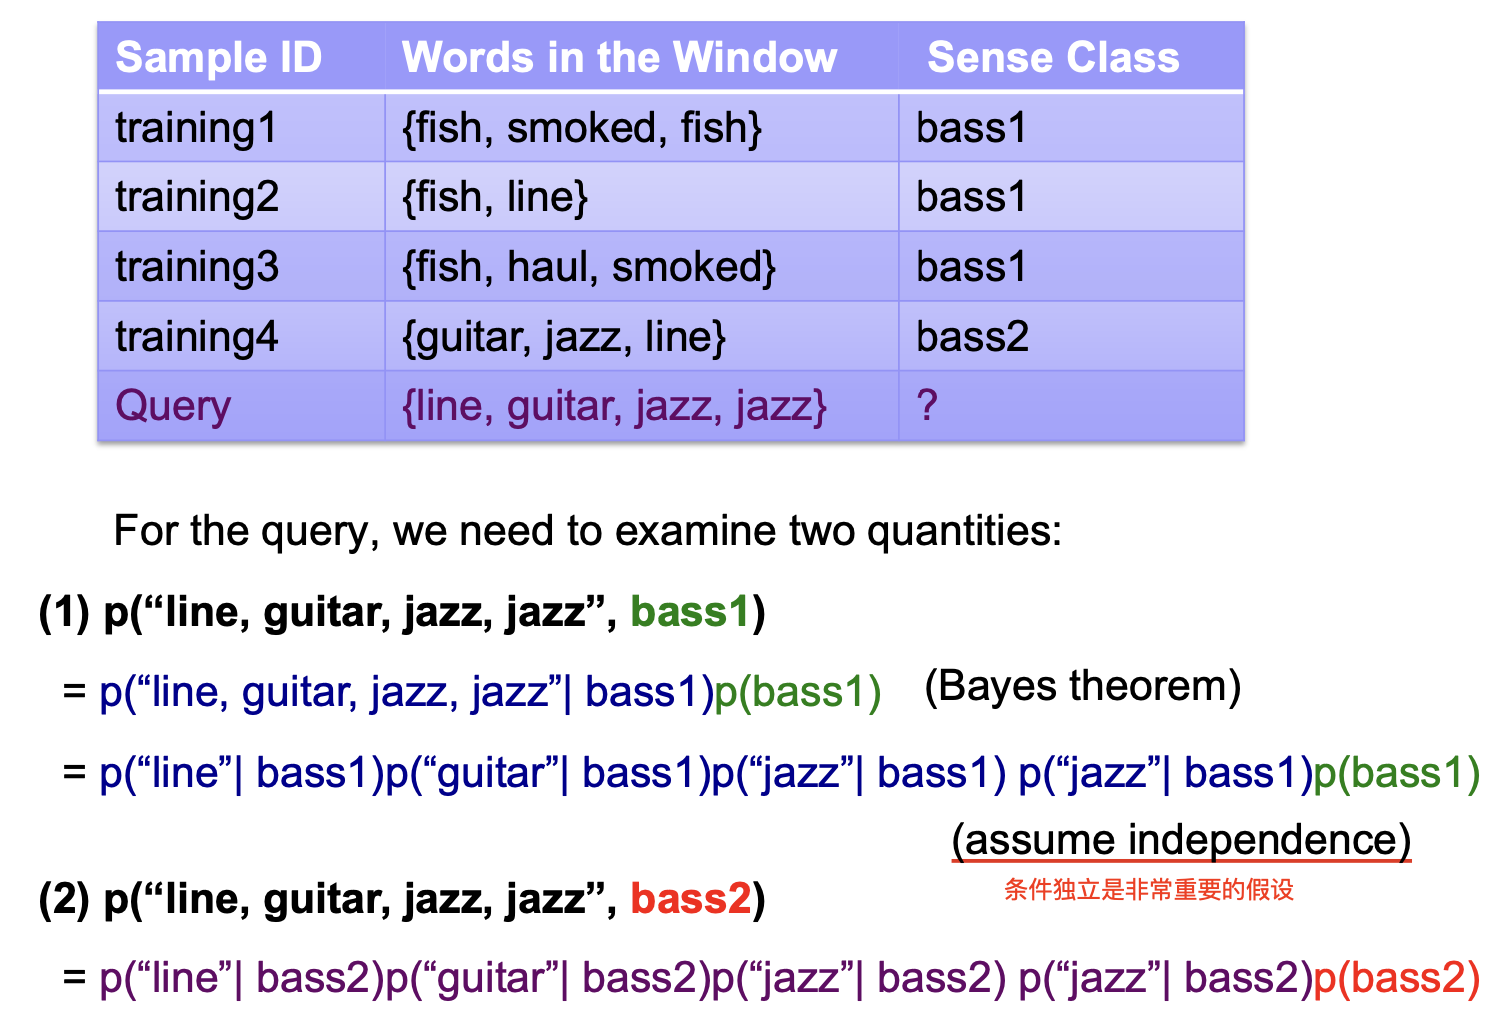 Sample ID Words in the Window Sense Class
training1 {fish, smoked, fish} bass1
training2 {fish, line} bass1
training3 {fish, haul, smoked} bass1
training4 {guitar, jazz, line} bass2
Query {line, guitar, jazz, jazz} ?
For the query, we need to examine two quantities:
(1) p(“line, guitar, jazz, jazz”, bass1)
= p(“line, guitar, jazz, jazz”| bass1)p(bass1) (Bayes theorem)
= p(“line”| bass1)p(“guitar”| bass1)p(“jazz”| bass1) p(“jazz”| bass1)p(bass1)
(assume independence)
条件独立是非常重要的假设
(2) p(“line, guitar, jazz, jazz”, bass2)
= p(“line”| bass2)p(“guitar”| bass2)p(“jazz”| bass2) p(“jazz”| bass2)p(bass2)